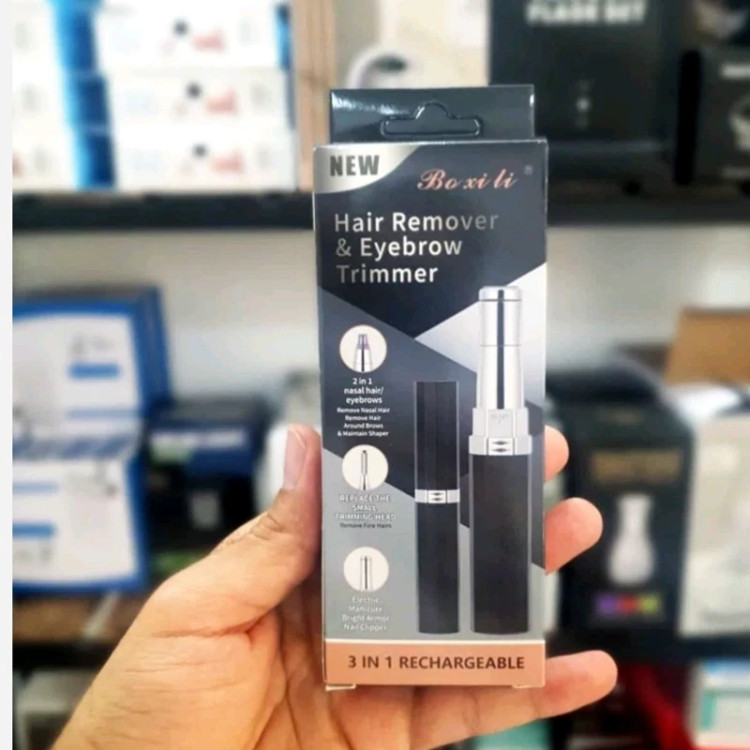 FLASH SET
NEW
Bo xi li ®
Hair Remover
& Eyebrow
Trimmer
2 in 1
nasal hair/
eyebrows
Remove Nasal Hair
Remove Hair
Around Brows
& Maintain Shaper
REPLACE THE
SMALL
TRIMMING HEAD
Remove Fine Hairs
Electric
Manicure
Bright Armor
Nail Clipper
3 IN 1 RECHARGEABLE